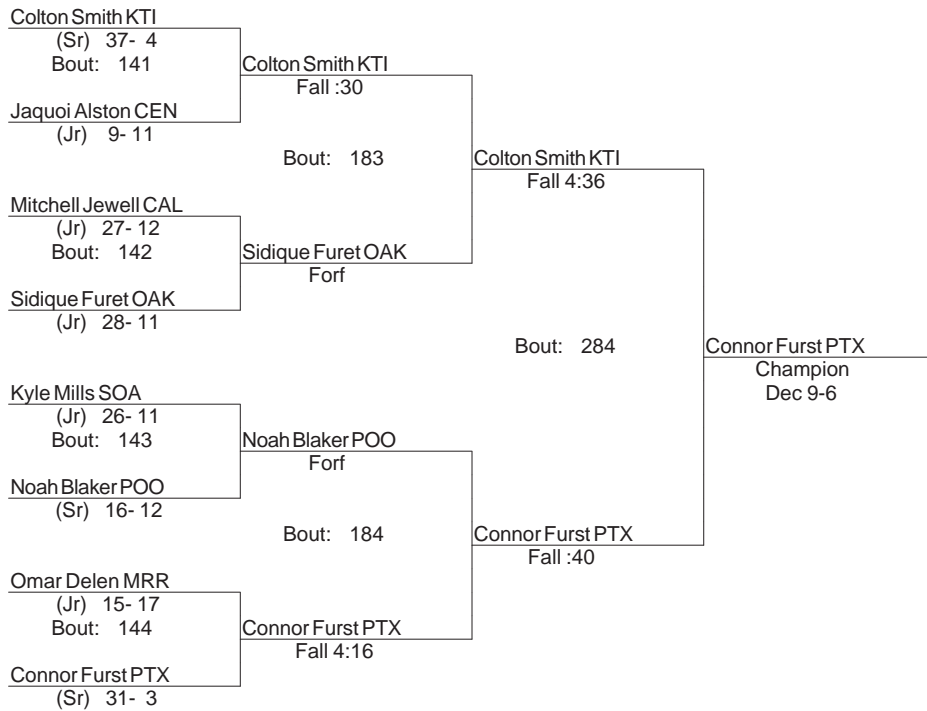 Colton Smith KTI
(Sr) 37- 4
Bout: 141
Jaquoi Alston CEN
(Jr) 9- 11
Mitchell Jewell CAL
(Jr) 27- 12
Bout: 142
Sidique Furet OAK
(Jr) 28- 11
Kyle Mills SOA
(Jr) 26- 11
Bout: 143
Noah Blaker POO
(Sr) 16- 12
Omar Delen MRR
(Jr) 15- 17
Bout: 144
Connor Furst PTX
(Sr) 31- 3
Colton Smith KTI
Fall :30
Bout: 183
Sidique Furet OAK
Forf
Noah Blaker POO
Forf
Bout: 184
Connor Furst PTX
Fall 4:16
Colton Smith KTI
Fall 4:36
Bout: 284
Connor Furst PTX
Fall :40
Connor Furst PTX
Champion
Dec 9-6